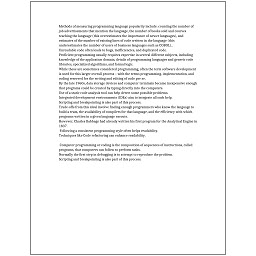 Methods of measuring programming language popularity include: counting the number of
job advertisements that mention the language, the number of books sold and courses
teaching the language (this overestimates the importance of newer languages), and
estimates of the number of existing lines of code written in the language (this
underestimates the number of users of business languages such as COBOL).
Unreadable code often leads to bugs, inefficiencies, and duplicated code.
Proficient programming usually requires expertise in several different subjects, including
knowledge of the application domain, details of programming languages and generic code
libraries, specialized algorithms, and formal logic.
While these are sometimes considered programming, often the term software development
is used for this larger overall process – with the terms programming, implementation, and
coding reserved for the writing and editing of code per se.
By the late 1960s, data storage devices and computer terminals became inexpensive enough
that programs could be created by typing directly into the computers.
Use of a static code analysis tool can help detect some possible problems.
Integrated development environments (IDEs) aim to integrate all such help.
Scripting and breakpointing is also part of this process.
Trade-offs from this ideal involve finding enough programmers who know the language to
build a team, the availability of compilers for that language, and the efficiency with which
programs written in a given language execute.
However, Charles Babbage had already written his first program for the Analytical Engine in
1837.
Following a consistent programming style often helps readability.
Techniques like Code refactoring can enhance readability.
Computer programming or coding is the composition of sequences of instructions, called
programs, that computers can follow to perform tasks.
Normally the first step in debugging is to attempt to reproduce the problem.
Scripting and breakpointing is also part of this process.